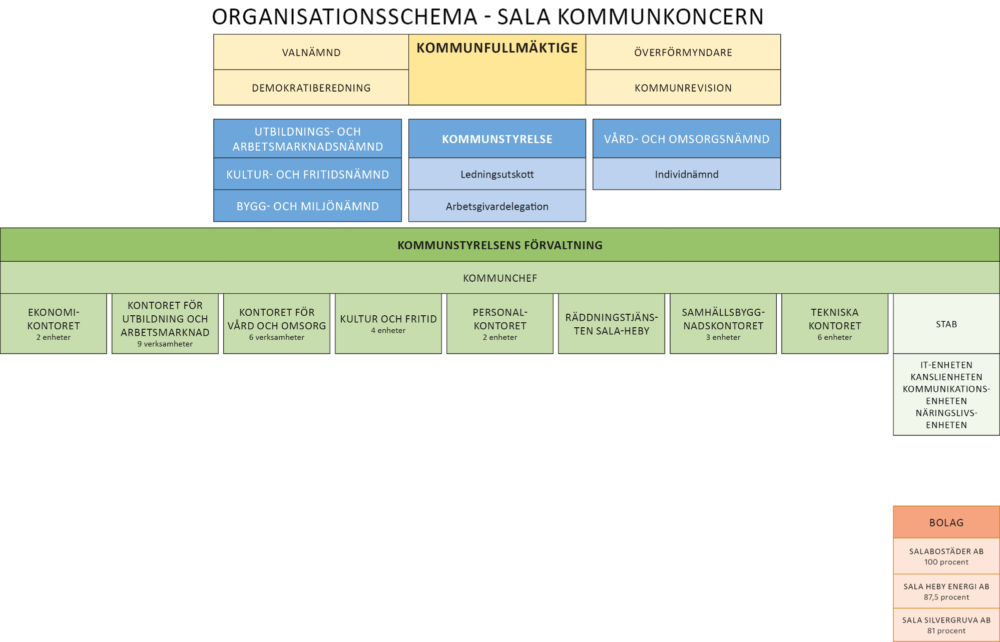 ORGANISATIONSSCHEMA - SALA KOMMUNKONCERN
VALNÄMND
DEMOKRATIBEREDNING
KOMMUNFULLMÄKTIGE
ÖVERFÖRMYNDARE
KOMMUNREVISION
UTBILDNINGS- OCH
ARBETSMARKNADSNÄMND
KULTUR- OCH FRITIDSNÄMND
BYGG- OCH MILJÖNÄMND
KOMMUNSTYRELSE
Ledningsutskott
Arbetsgivardelegation
VÅRD- OCH OMSORGSNÄMND
Individnämnd
KOMMUNSTYRELSENS FÖRVALTNING
KOMMUNCHEF
EKONOMI-
KONTORET
2 enheter
KONTORET FÖR
UTBILDNING OCH
ARBETSMARKNAD
9 verksamheter
KONTORET FÖR
VÅRD OCH OMSORG
6 verksamheter
KULTUR OCH FRITID
4 enheter
PERSONAL-
KONTORET
2 enheter
RÄDDNINGSTJÄNS-
TEN SALA-HEBY
SAMHÄLLSBYGG-
NADSKONTORET
3 enheter
TEKNISKA
KONTORET
6 enheter
STAB
IT-ENHETEN
KANSLIENHETEN
KOMMUNIKATIONS-
ENHETEN
NÄRINGSLIVS-
ENHETEN
BOLAG
SALABOSTÄDER AB
100 procent
SALA HEBY ENERGI AB
87,5 procent
SALA SILVERGRUVA AB
81 procent